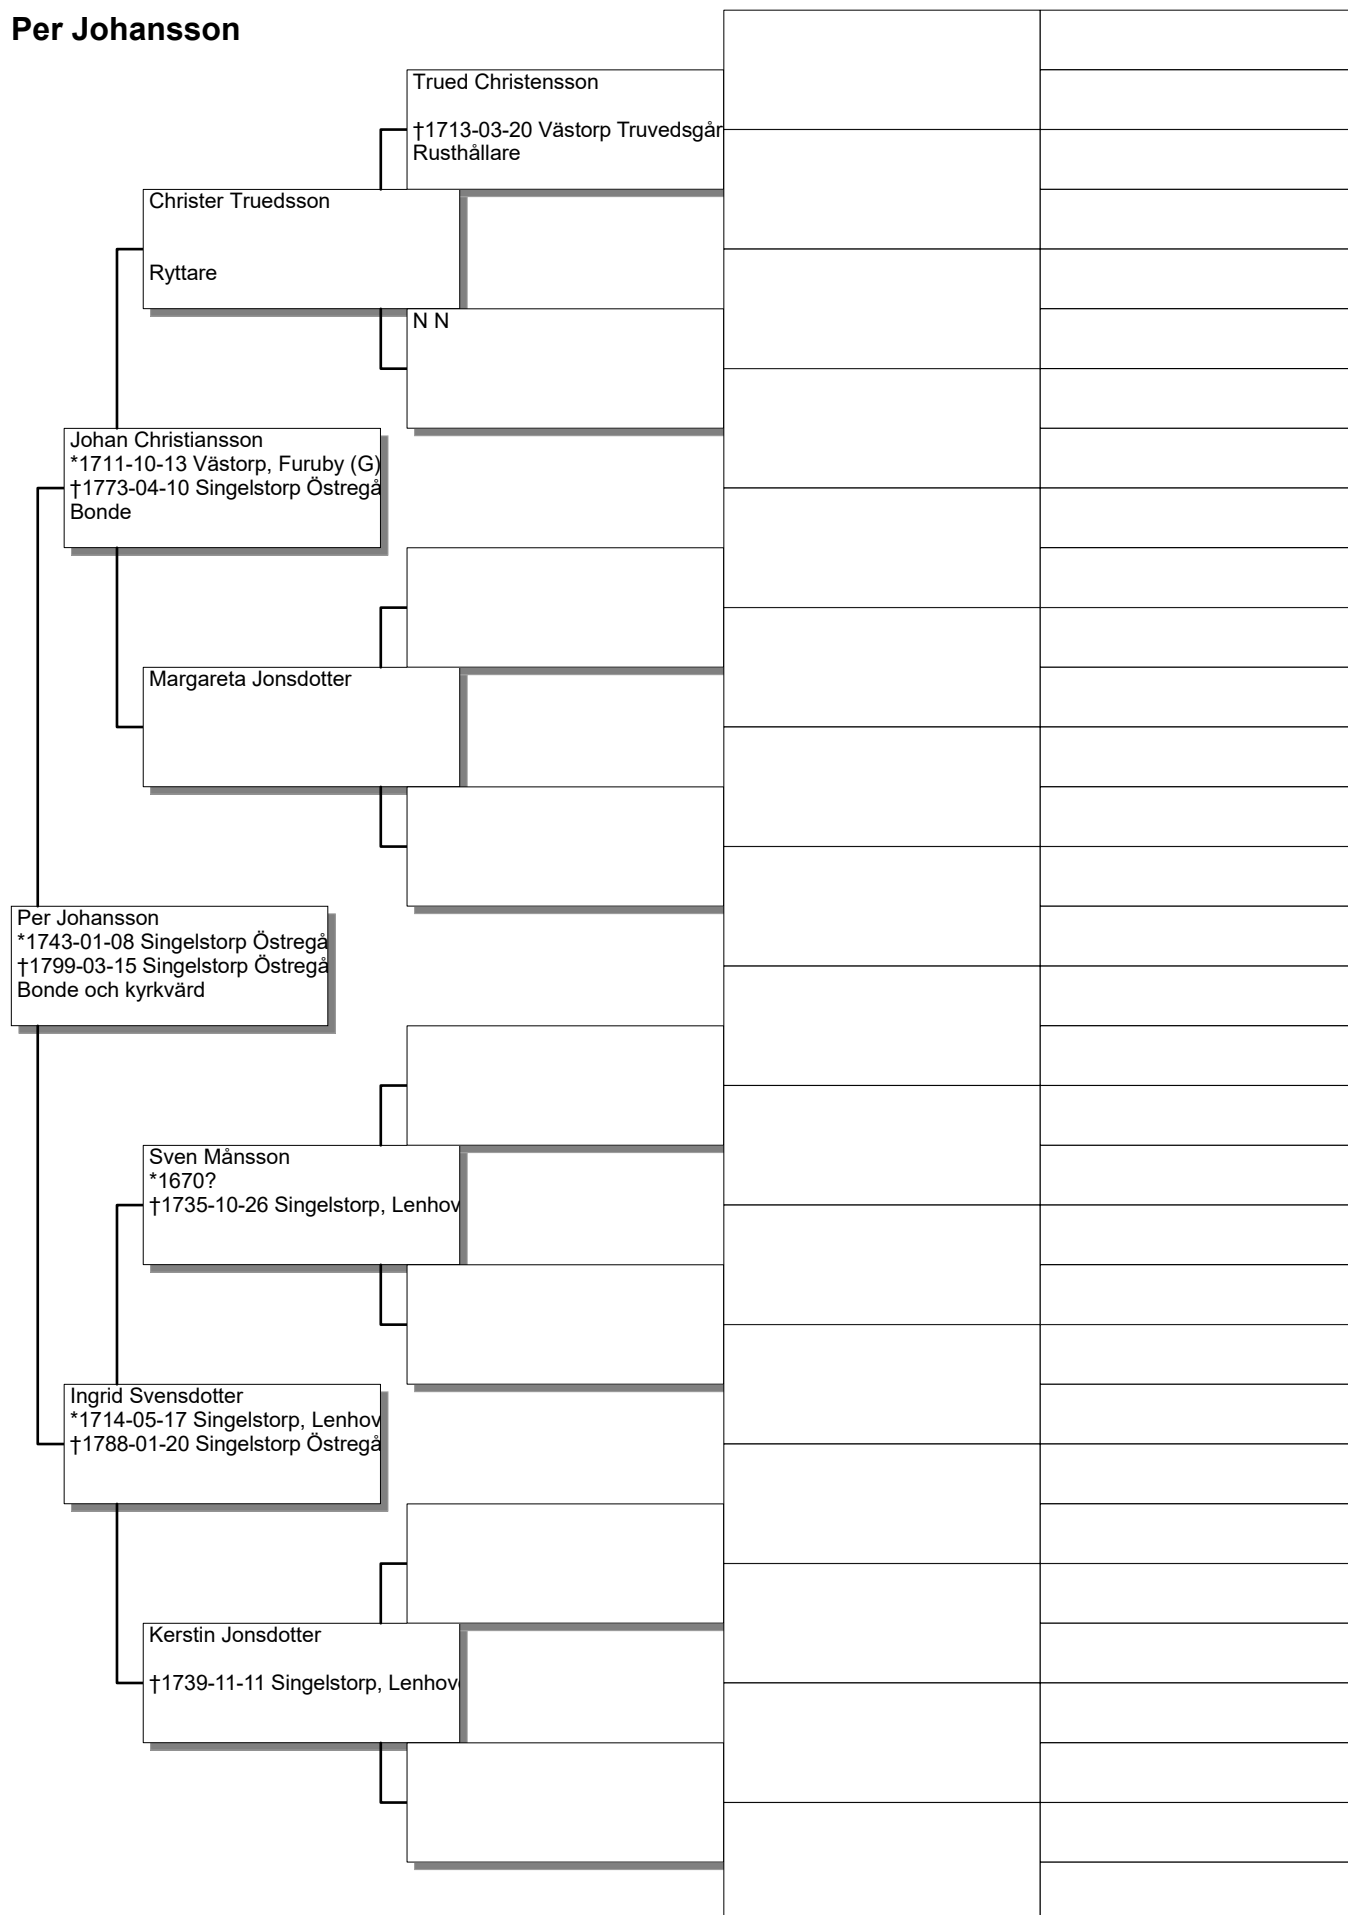 Per Johansson
Trued Christensson
†1713-03-20 Västorp Truvedsgår
Rusthållare
Christer Truedsson
Ryttare
N N
Johan Christiansson
*1711-10-13 Västorp, Furuby (G)
†1773-04-10 Singelstorp Östregå
Bonde
Margareta Jonsdotter
Per Johansson
*1743-01-08 Singelstorp Östregå
†1799-03-15 Singelstorp Östregå
Bonde och kyrkvärd
Sven Månsson
*1670?
†1735-10-26 Singelstorp, Lenhov
Ingrid Svensdotter
*1714-05-17 Singelstorp, Lenhov
†1788-01-20 Singelstorp Östregå
Kerstin Jonsdotter
†1739-11-11 Singelstorp, Lenhov